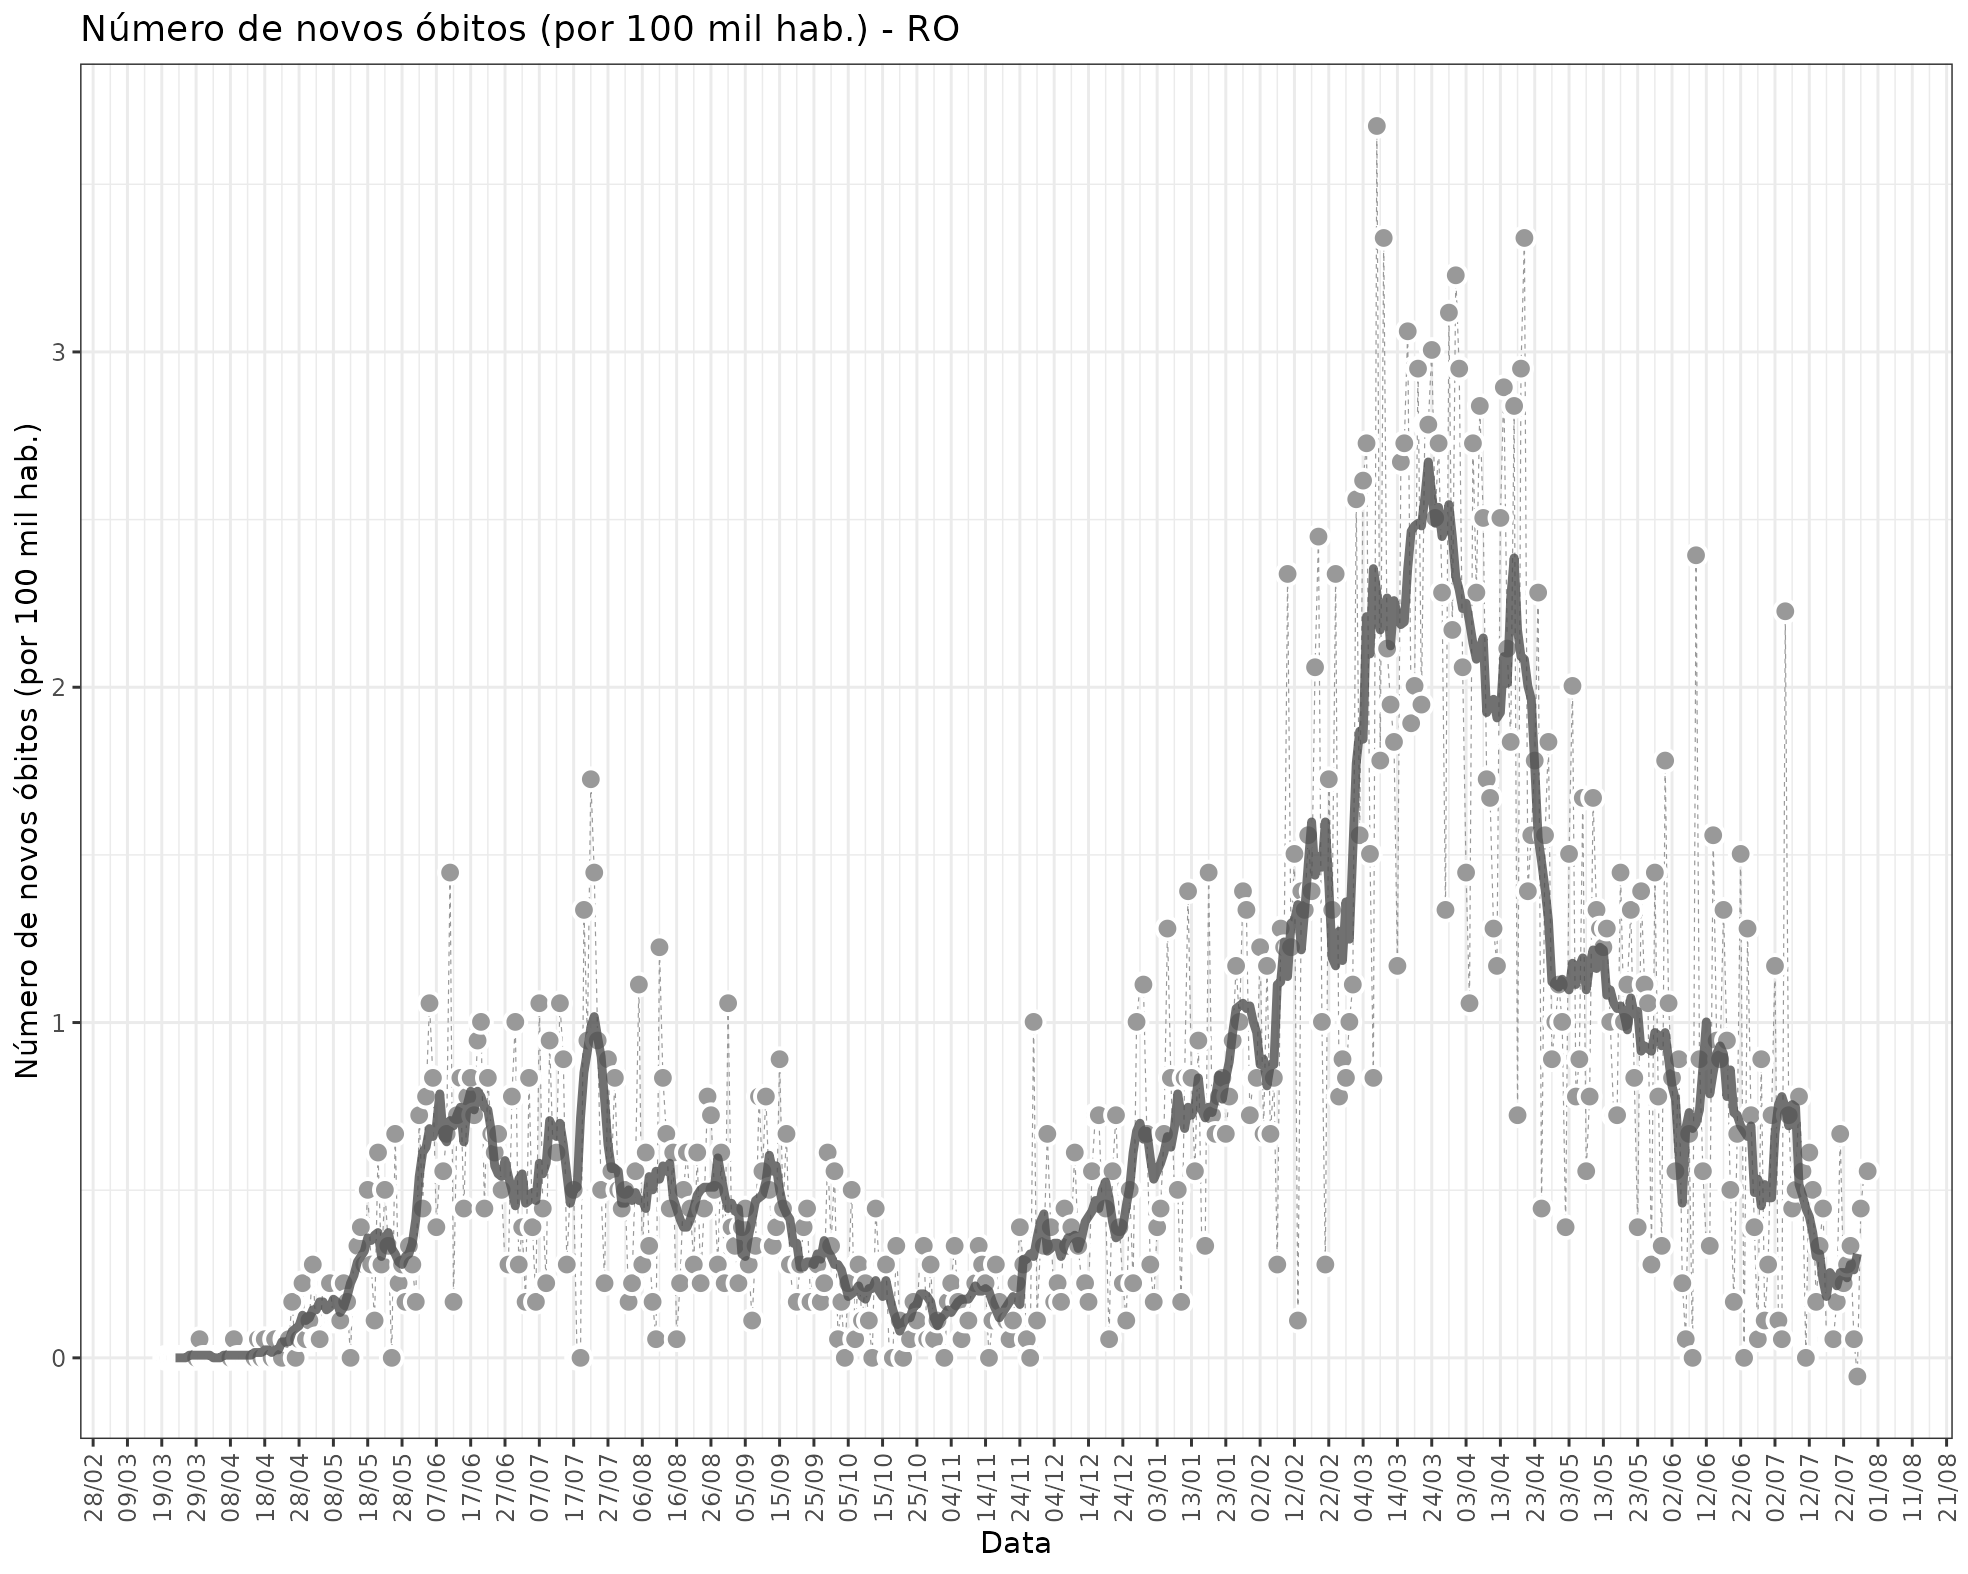 Número de novos óbitos (por 100 mil hab.) - RO
Número de novos óbitos (por 100 mil hab.)
3
2
1
0
28/02 09/03 19/03 29/03 08/04 18/04 28/04 08/05 18/05 28/05 07/06 17/06 27/06 07/07 17/07 27/07 06/08 16/08 26/08 05/09 15/09 25/09 05/10 15/10 25/10 04/11 14/11 24/11 04/12 14/12 24/12 03/01 13/01 23/01 02/02 12/02 22/02 04/03 14/03 24/03 03/04 13/04 23/04 03/05 13/05 23/05 02/06 12/06 22/06 02/07 12/07 22/07 01/08 11/08 21/08
Data